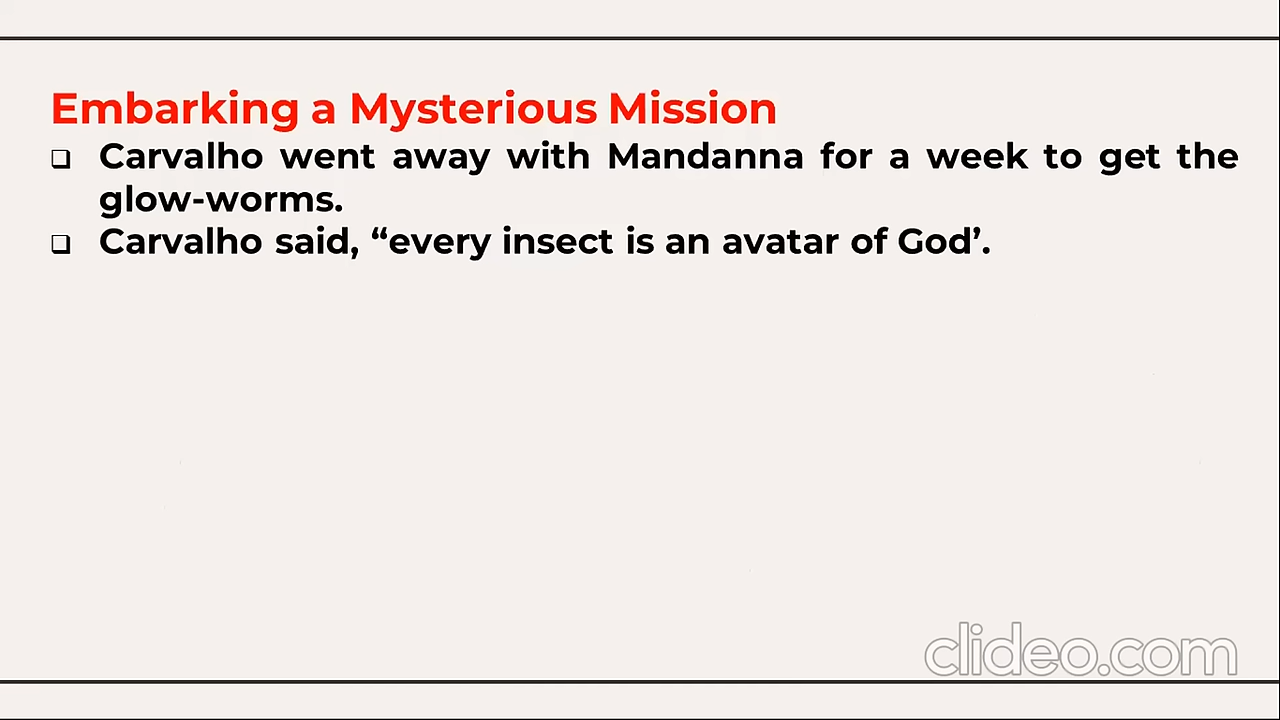 Embarking a Mysterious Mission
❑ Carvalho went away with Mandanna for a week to get the
glow-worms.
❑ Carvalho said, “every insect is an avatar of God’.
clideo.com